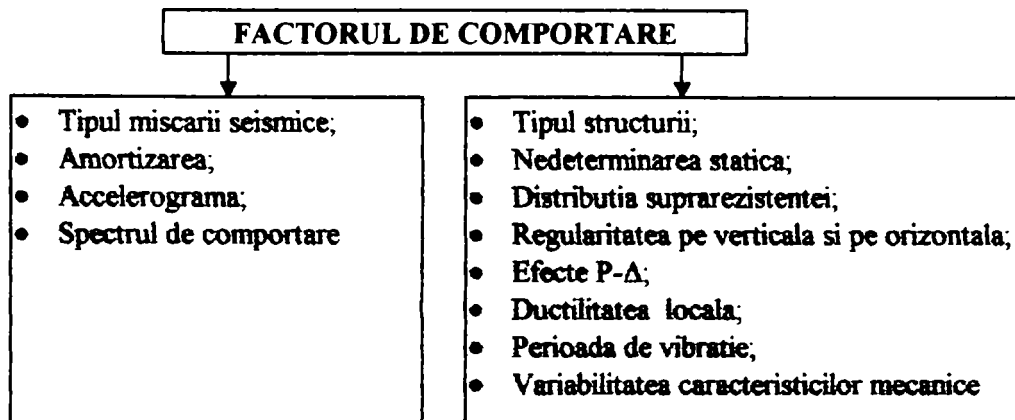 FACTORUL DE COMPORTARE
• Tipul miscarii seismice;
• Amortizarea;
• Accelerograma;
• Spectrul de comportare
• Tipul structurii;
• Nedeterminarea statica;
• Distributia suprarezistentei;
• Regularitatea pe verticala si pe orizontala;
• Efecte P-Δ;
• Ductilitatea locala;
• Perioada de vibratie;
• Variabilitatea caracteristicilor mecanice